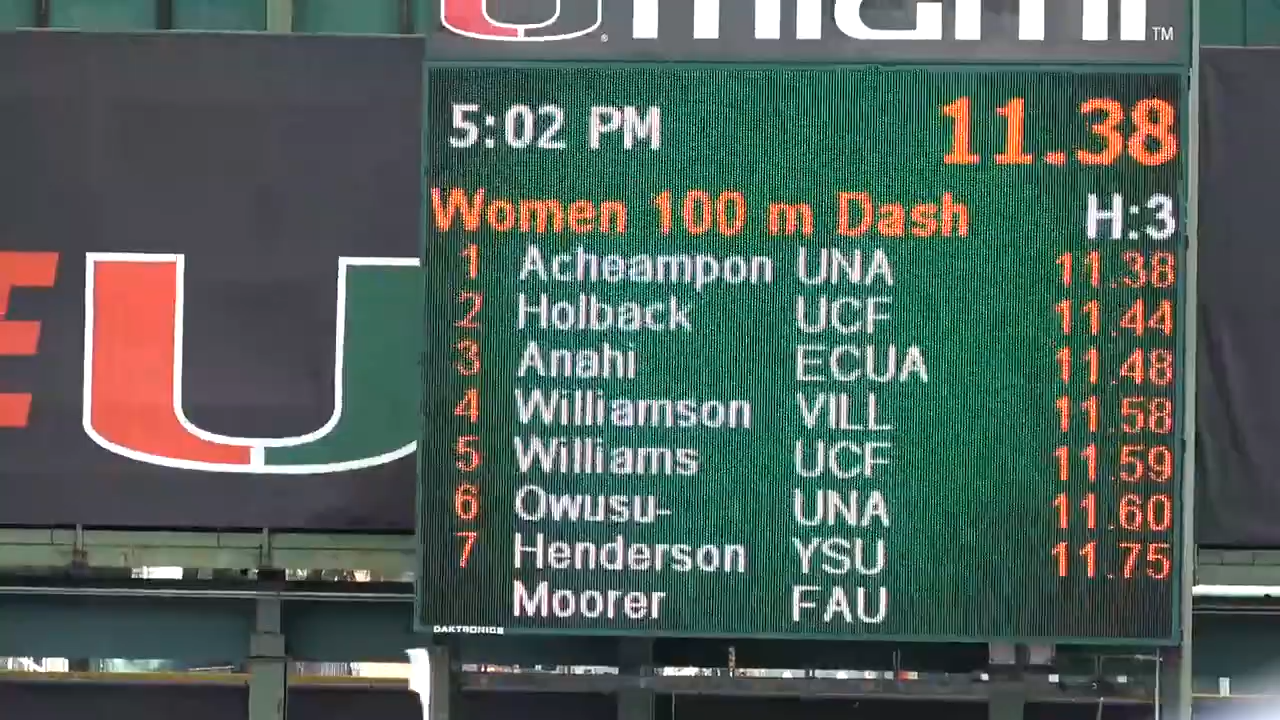 U MIAMI TM
5:02 PM 11.38
Women 100 m Dash H:3
1 Acheampon UNA 11.38
2 Holback UCF 11.44
3 Anahi ECUA 11.48
4 Williamson VILL 11.58
5 Williams UCF 11.59
6 Owusu- UNA 11.60
7 Henderson YSU 11.75
Moorer FAU
DAKTRONICS
U